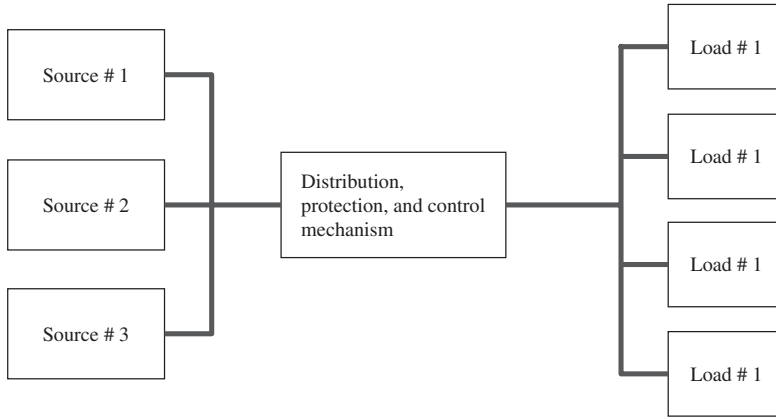 Source # 1
Source # 2
Source # 3
Distribution,
protection, and control
mechanism
Load # 1
Load # 1
Load # 1
Load # 1